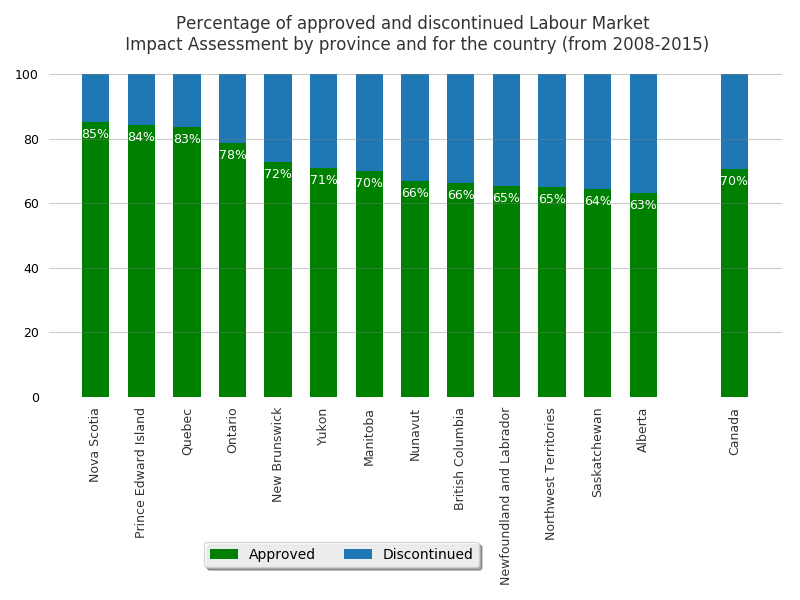 Percentage of approved and discontinued Labour Market
Impact Assessment by province and for the country (from 2008-2015)
100
80
60
40
20
0
85%
84%
83%
78%
72%
71%
70%
66%
66%
65%
65%
64%
63%
70%
Nova Scotia
Prince Edward Island
Quebec
Ontario
New Brunswick
Yukon
Manitoba
Nunavut
British Columbia
Newfoundland and Labrador
Northwest Territories
Saskatchewan
Alberta
Canada
Approved
Discontinued